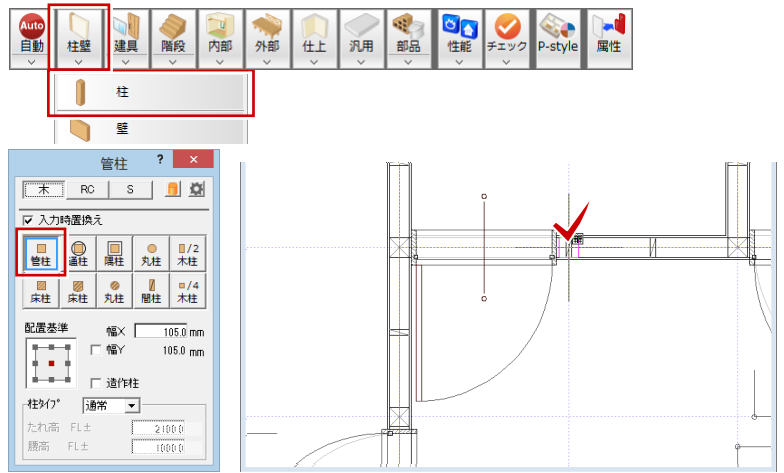 Auto
自動 柱壁 建具 階段 内部 外部 仕上 汎用 部品 性能 チェック P-style 属性
柱
壁
管柱 ? ×
木 RC S
入力時置換え
管柱 通柱 隅柱 丸柱 □/2 木柱
床柱 床柱 丸柱 間柱 □/4 木柱
配置基準 幅X 105.0 mm
幅Y 105.0 mm
造作柱
柱タイプ 通常
たれ高 FL± 2100.0
腰高 FL± 1000.0